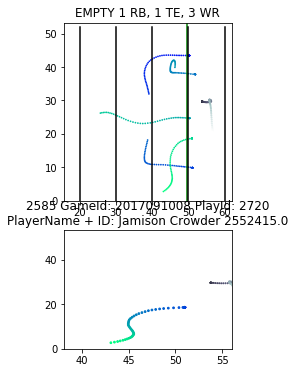 EMPTY 1 RB, 1 TE, 3 WR
50
40
30
20
10
0
20 30 40 50 60
2585 GameId: 2017091008 PlayId: 2720
PlayerName + ID: Jamison Crowder 2552415.0
40
20
0
40 45 50 55